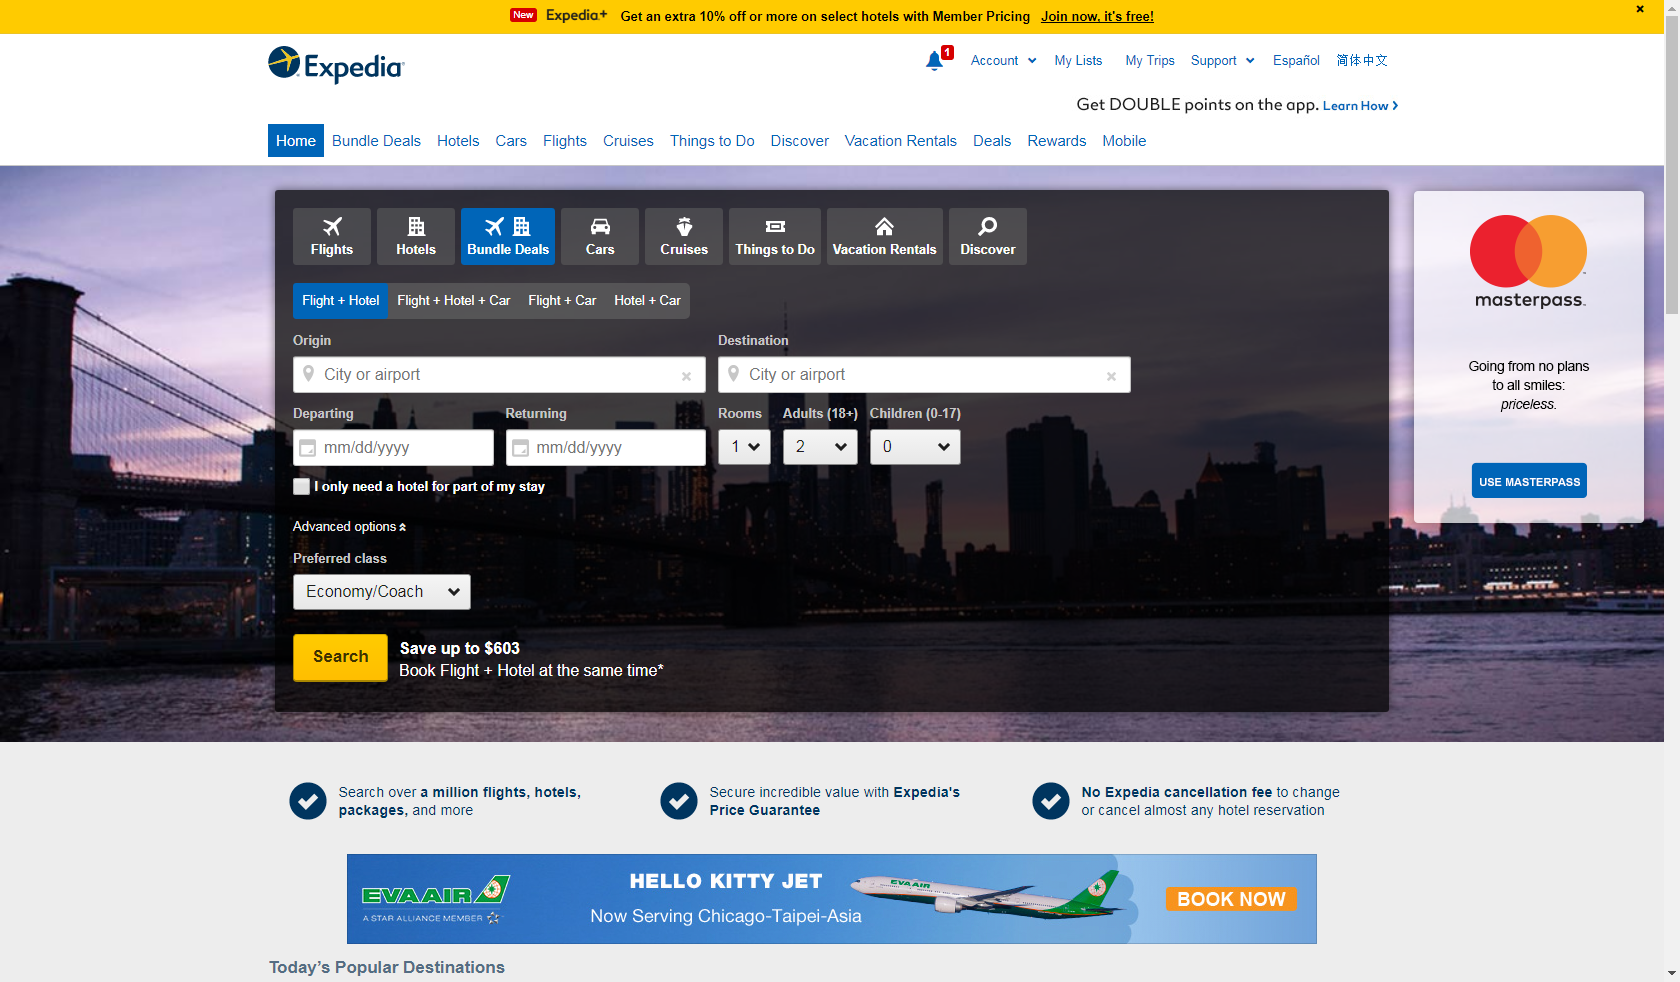 New Expedia+ Get an extra 10% off or more on select hotels with Member Pricing Join now, it's free!
Expedia
1
Account My Lists My Trips Support Español 简体中文
Get DOUBLE points on the app. Learn How
Home Bundle Deals Hotels Cars Flights Cruises Things to Do Discover Vacation Rentals Deals Rewards Mobile
Flights Hotels Bundle Deals Cars Cruises Things to Do Vacation Rentals Discover
Flight + Hotel Flight + Hotel + Car Flight + Car Hotel + Car
Origin Destination
City or airport City or airport
Departing Returning Rooms Adults (18+) Children (0-17)
mm/dd/yyyy mm/dd/yyyy 1 2 0
I only need a hotel for part of my stay
Advanced options
Preferred class
Economy/Coach
Search
Save up to $603
Book Flight + Hotel at the same time*
masterpass
Going from no plans
to all smiles:
priceless.
USE MASTERPASS
Search over a million flights, hotels,
packages, and more
Secure incredible value with Expedia's
Price Guarantee
No Expedia cancellation fee to change
or cancel almost any hotel reservation
EVA AIR
A STAR ALLIANCE MEMBER
HELLO KITTY JET
Now Serving Chicago-Taipei-Asia
EVA AIR
BOOK NOW
Today's Popular Destinations